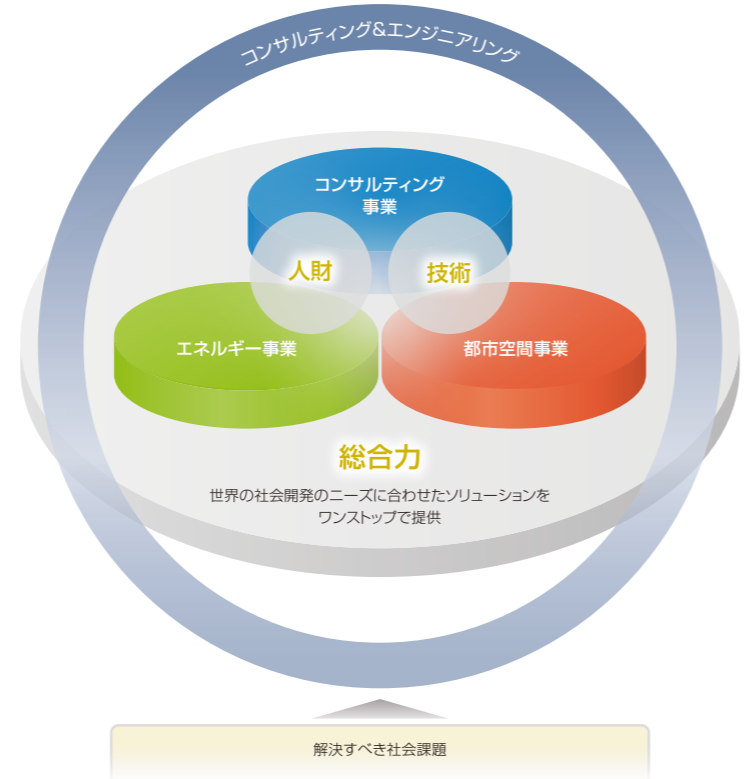 コンサルティング&エンジニアリング
コンサルティング
事業
人財
技術
エネルギー事業
都市空間事業
総合力
世界の社会開発のニーズに合わせたソリューションを
ワンストップで提供
解決すべき社会課題